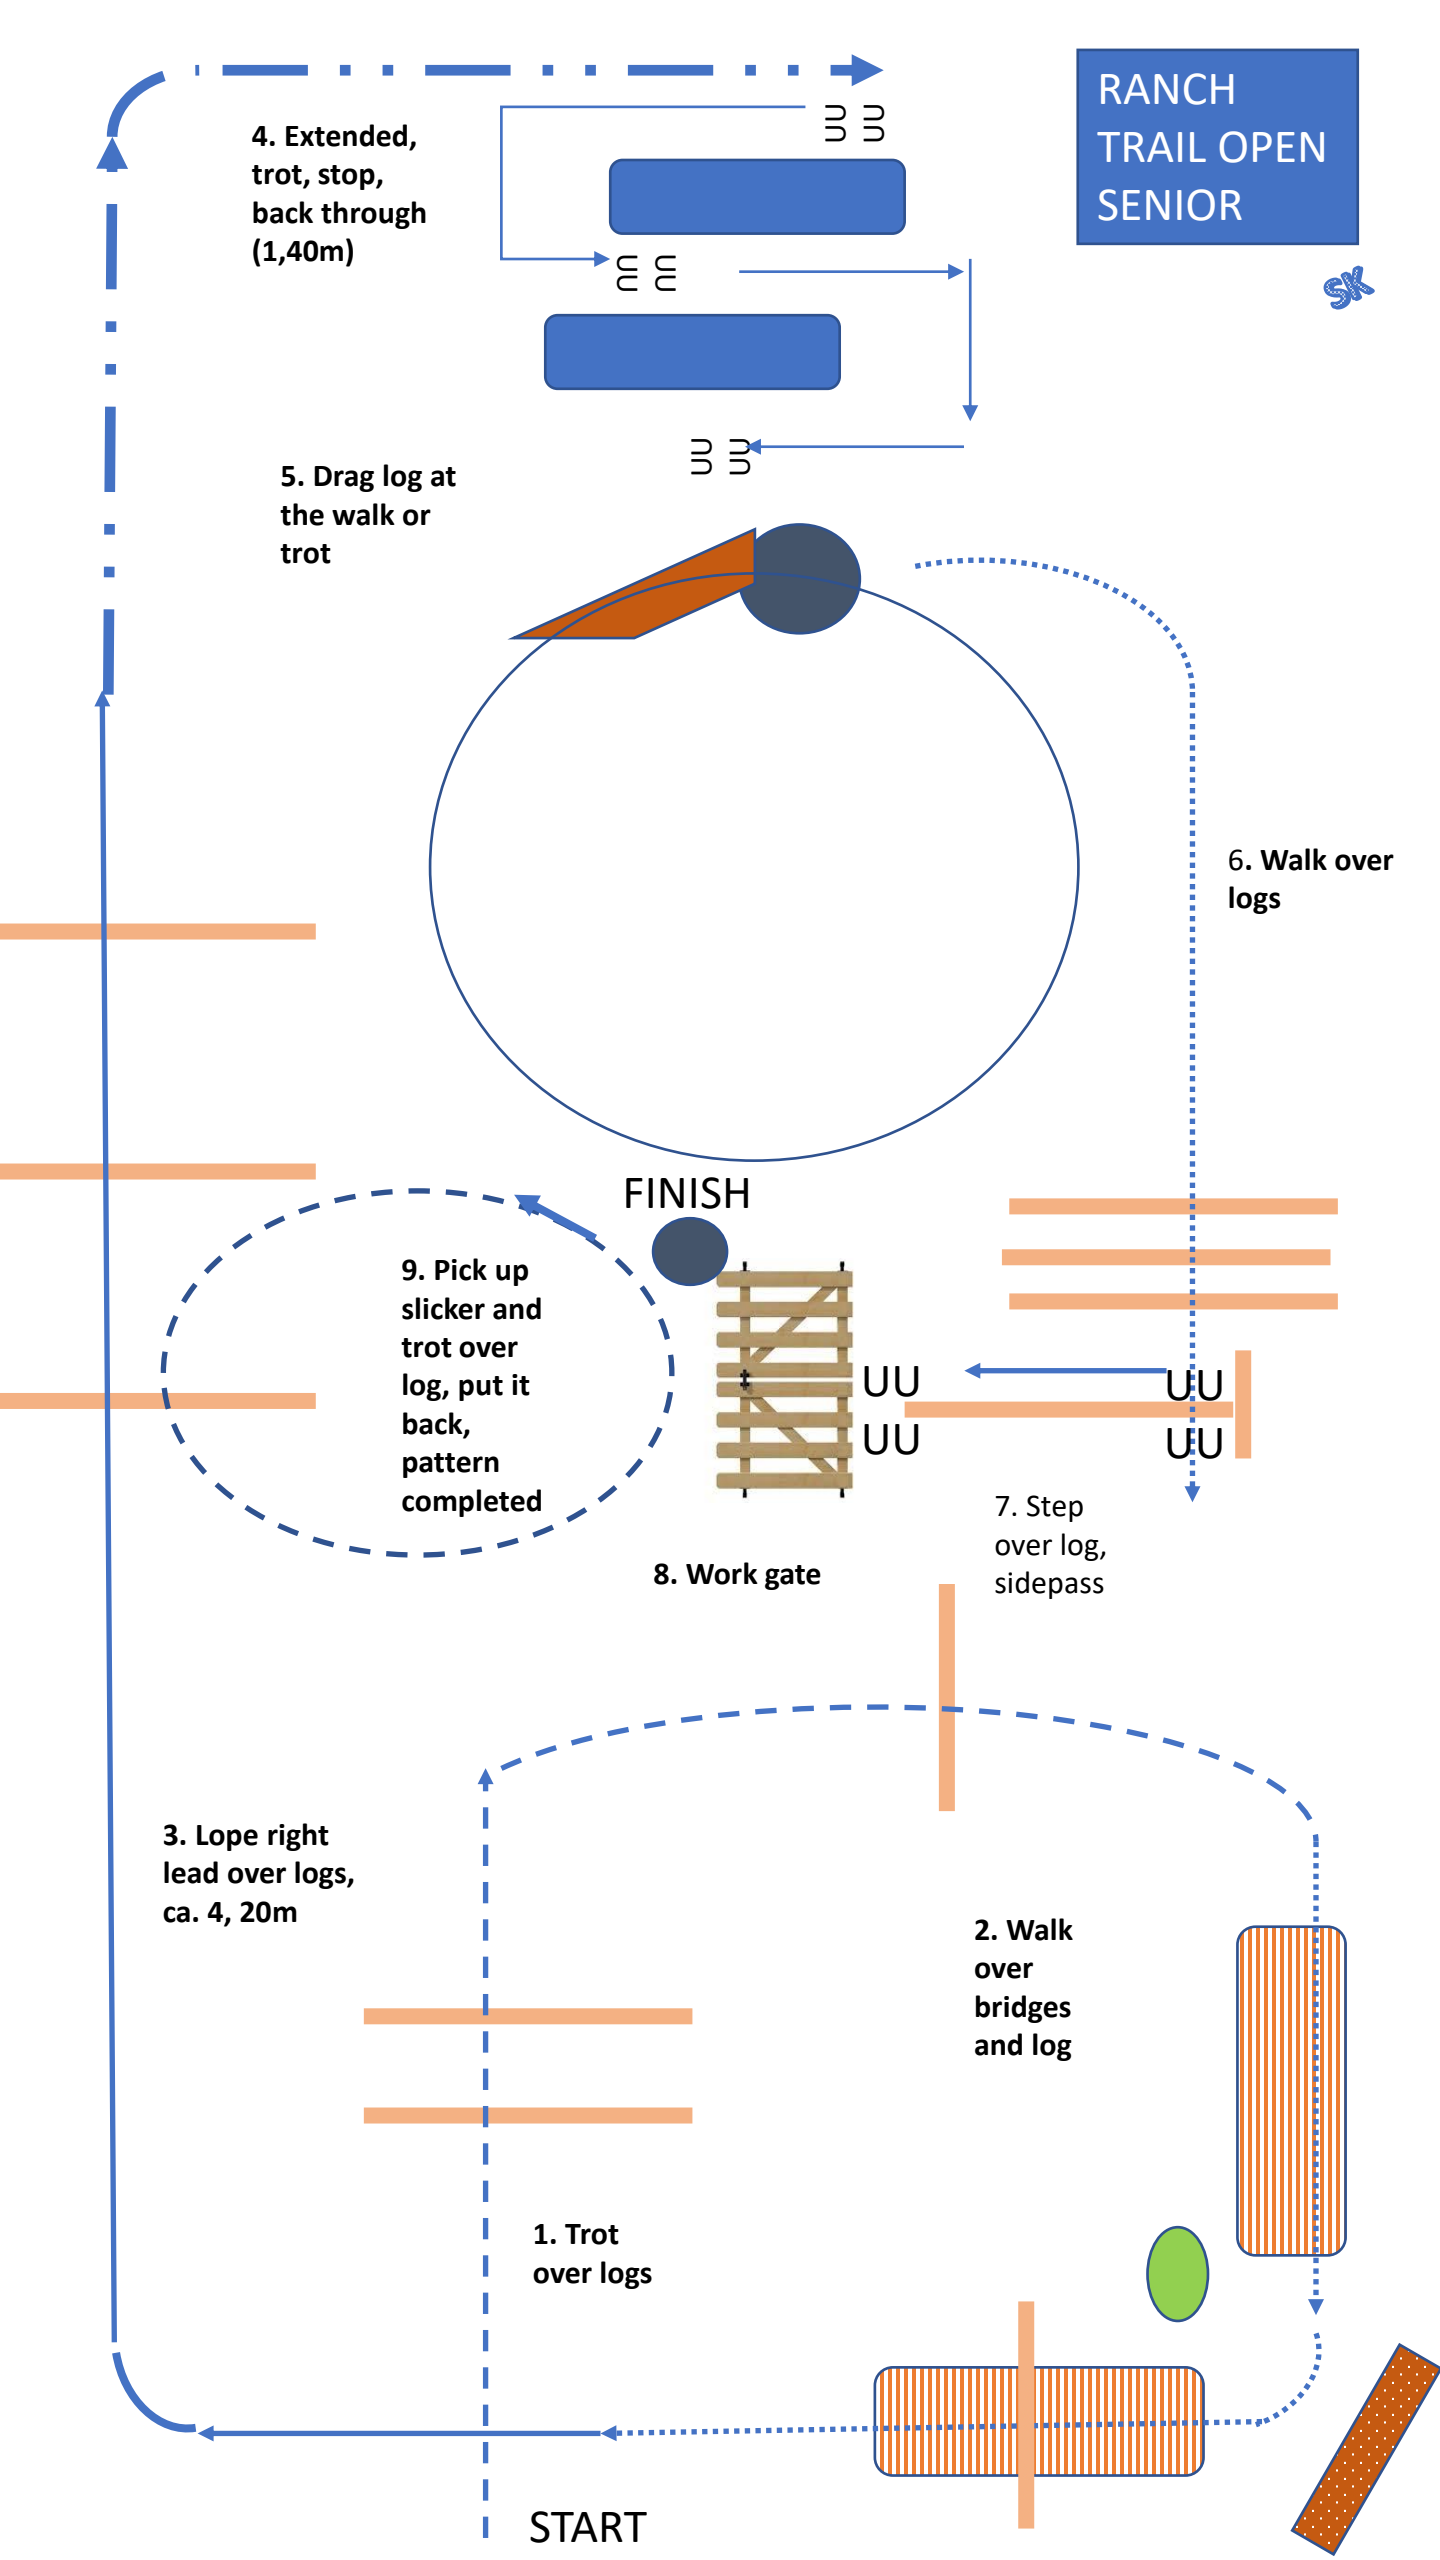 RANCH
TRAIL OPEN
SENIOR
SK
4. Extended,
trot, stop,
back through
(1,40m)
5. Drag log at
the walk or
trot
6. Walk over
logs
FINISH
9. Pick up
slicker and
trot over
log, put it
back,
pattern
completed
UU
UU
UU
UU
7. Step
over log,
sidepass
8. Work gate
3. Lope right
lead over logs,
ca. 4, 20m
2. Walk
over
bridges
and log
1. Trot
over logs
START